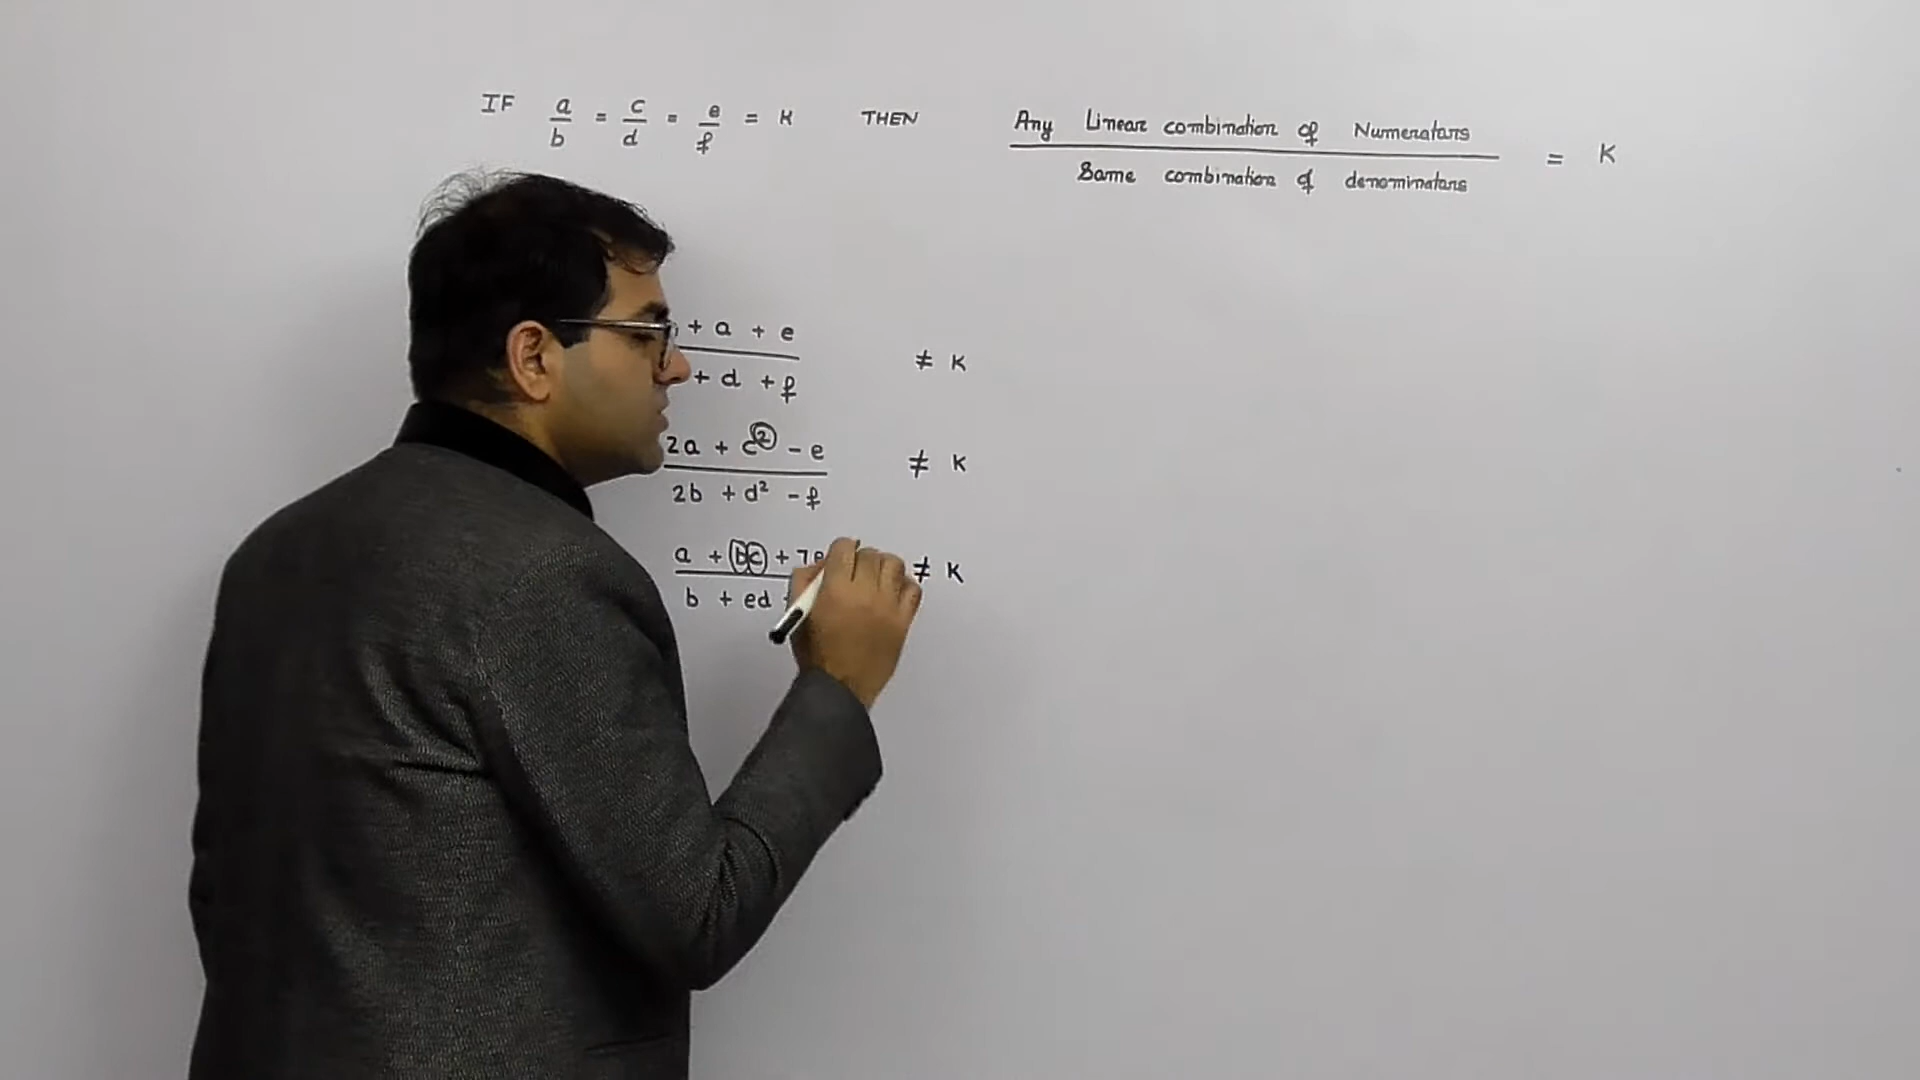 IF a/b = c/d = e/f = K THEN Any Linear combination of Numerators / Same combination of denominators = K
+ a + e / + d + f ≠ K
2a + c² - e / 2b + d² - f ≠ K
a + bc + 7e / b + ed ≠ K